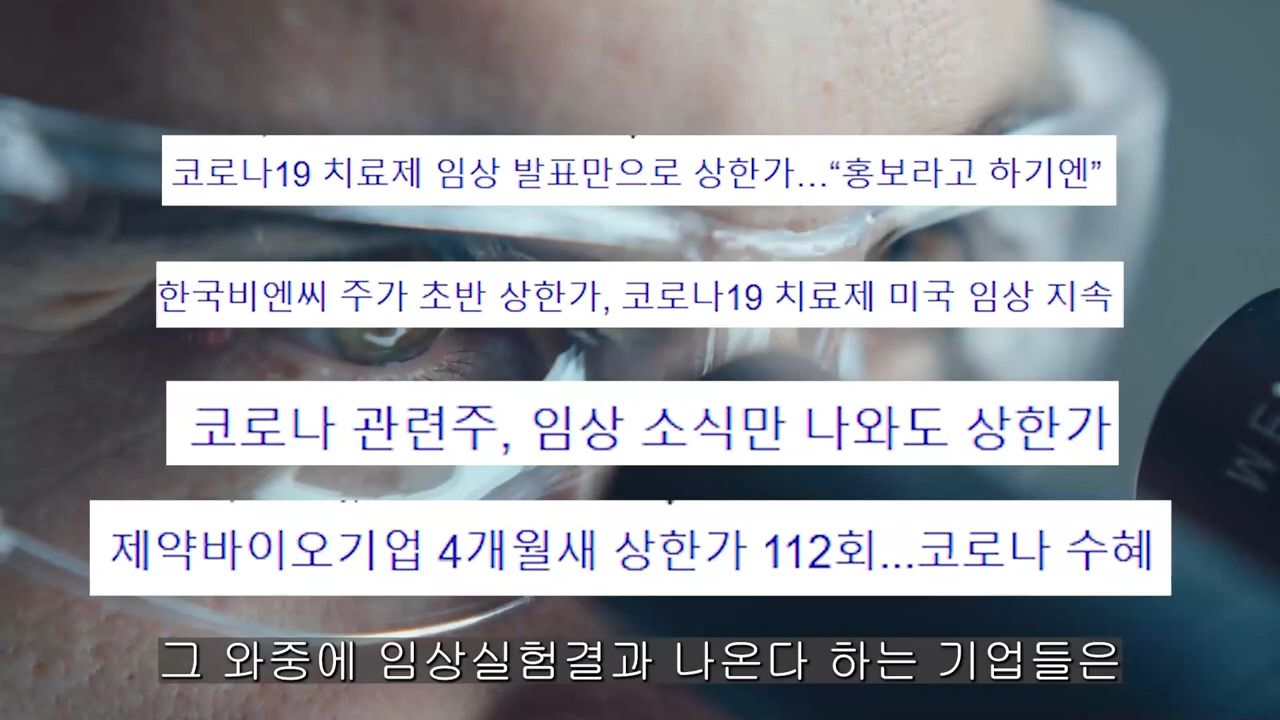 코로나19 치료제 임상 발표만으로 상한가...“홍보라고 하기엔”
한국비엔씨 주가 초반 상한가, 코로나19 치료제 미국 임상 지속
코로나 관련주, 임상 소식만 나와도 상한가
제약바이오기업 4개월새 상한가 112회...코로나 수혜
그 와중에 임상실험결과 나온다 하는 기업들은